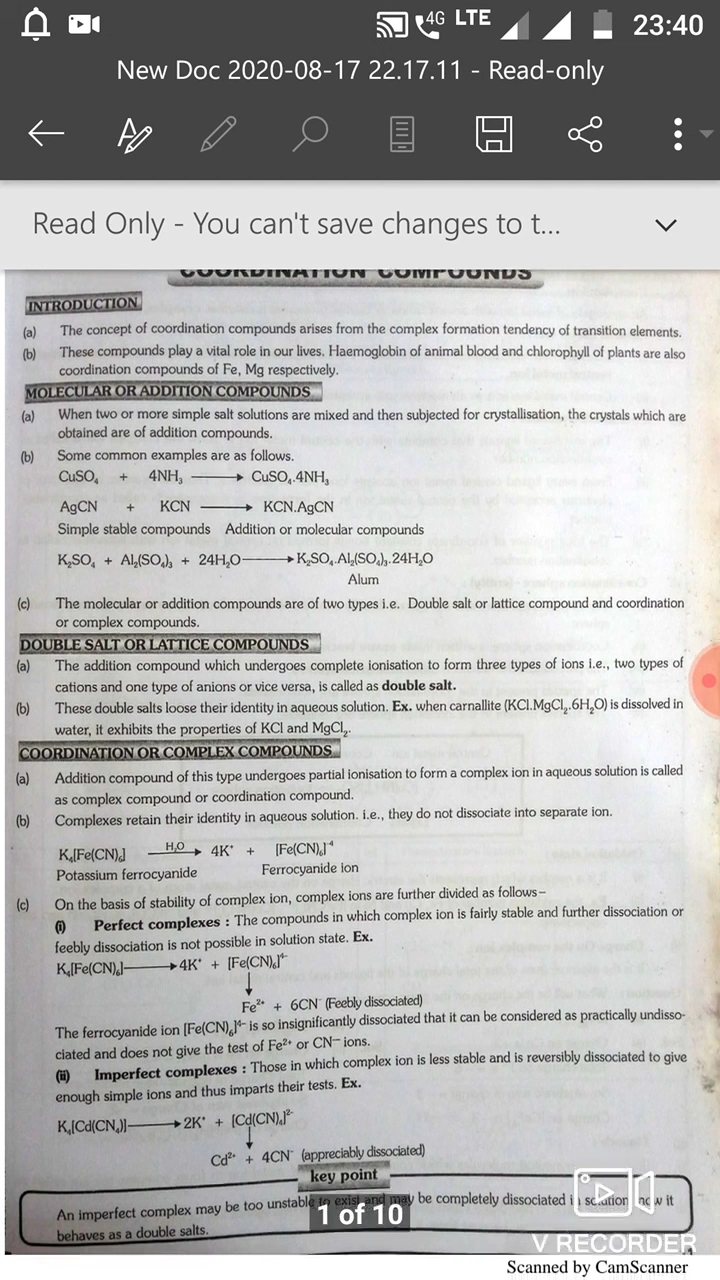 4G LTE 23:40
New Doc 2020-08-17 22.17.11 - Read-only
Read Only - You can't save changes to t...
COORDINATION COMPOUNDS
INTRODUCTION
(a) The concept of coordination compounds arises from the complex formation tendency of transition elements.
(b) These compounds play a vital role in our lives. Haemoglobin of animal blood and chlorophyll of plants are also
coordination compounds of Fe, Mg respectively.
MOLECULAR OR ADDITION COMPOUNDS
(a) When two or more simple salt solutions are mixed and then subjected for crystallisation, the crystals which are
obtained are of addition compounds.
(b) Some common examples are as follows.
CuSO₄ + 4NH₃ ⟶ CuSO₄.4NH₃
AgCN + KCN ⟶ KCN.AgCN
Simple stable compounds Addition or molecular compounds
K₂SO₄ + Al₂(SO₄)₃ + 24H₂O ⟶ K₂SO₄.Al₂(SO₄)₃.24H₂O
Alum
(c) The molecular or addition compounds are of two types i.e. Double salt or lattice compound and coordination
or complex compounds.
DOUBLE SALT OR LATTICE COMPOUNDS
(a) The addition compound which undergoes complete ionisation to form three types of ions i.e., two types of
cations and one type of anions or vice versa, is called as double salt.
(b) These double salts loose their identity in aqueous solution. Ex. when carnallite (KCl.MgCl₂.6H₂O) is dissolved in
water, it exhibits the properties of KCl and MgCl₂.
COORDINATION OR COMPLEX COMPOUNDS
(a) Addition compound of this type undergoes partial ionisation to form a complex ion in aqueous solution is called
as complex compound or coordination compound.
(b) Complexes retain their identity in aqueous solution. i.e., they do not dissociate into separate ion.
K₄[Fe(CN)₆] H₂O ⟶ 4K⁺ + [Fe(CN)₆]⁻⁴
Potassium ferrocyanide Ferrocyanide ion
(c) On the basis of stability of complex ion, complex ions are further divided as follows–
(i) Perfect complexes : The compounds in which complex ion is fairly stable and further dissociation or
feebly dissociation is not possible in solution state. Ex.
K₄[Fe(CN)₆] ⟶ 4K⁺ + [Fe(CN)₆]⁴⁻
Fe²⁺ + 6CN⁻ (Feebly dissociated)
The ferrocyanide ion [Fe(CN)₆]⁴⁻ is so insignificantly dissociated that it can be considered as practically undisso-
ciated and does not give the test of Fe²⁺ or CN⁻ ions.
(ii) Imperfect complexes : Those in which complex ion is less stable and is reversibly dissociated to give
enough simple ions and thus imparts their tests. Ex.
K₄[Cd(CN₄)] ⟶ 2K⁺ + [Cd(CN)₄]²⁻
Cd²⁺ + 4CN⁻ (appreciably dissociated)
key point
An imperfect complex may be too unstable to exist and may be completely dissociated in solution now it
behaves as a double salts.
1 of 10
V RECORDER
Scanned by CamScanner